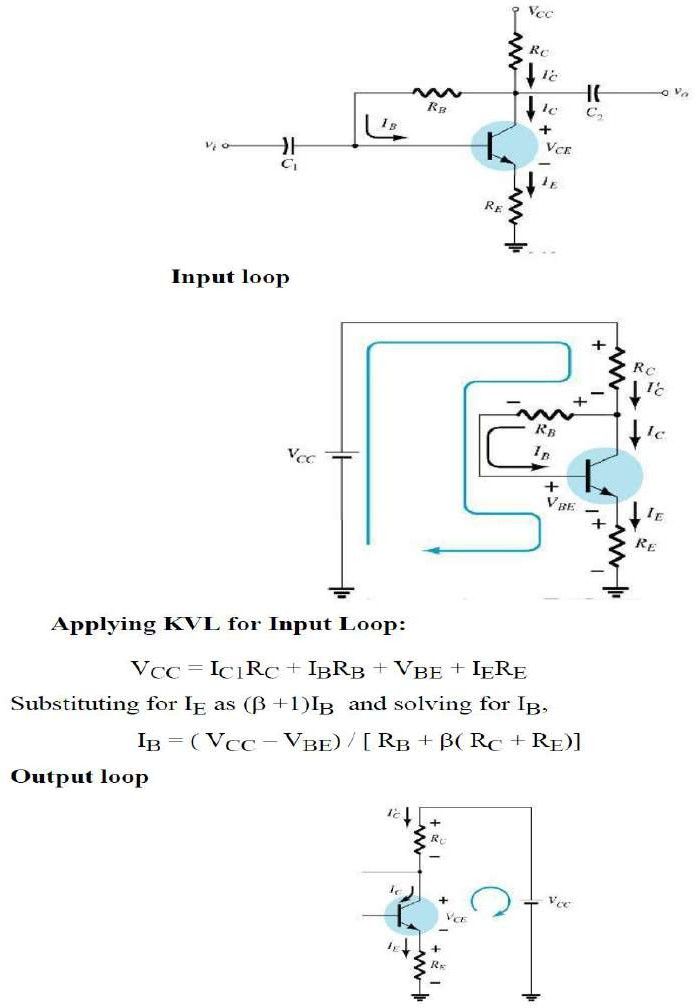 VCC
RC
I'C
RB
IC
C2
vo
IB
+
VCE
−
vi
C1
IE
RE
Input loop
+
RC
−
I'C
− +
RB
IC
VCC
IB
+
VBE −
+
IE
RE
−
Applying KVL for Input Loop:
VCC = IC1RC + IBRB + VBE + IERE
Substituting for IE as (β +1)IB and solving for IB,
IB = ( VCC – VBE) / [ RB + β( RC + RE)]
Output loop
I'C
+
RC
−
IC
+
VCE
−
VCC
IE
+
RE
−